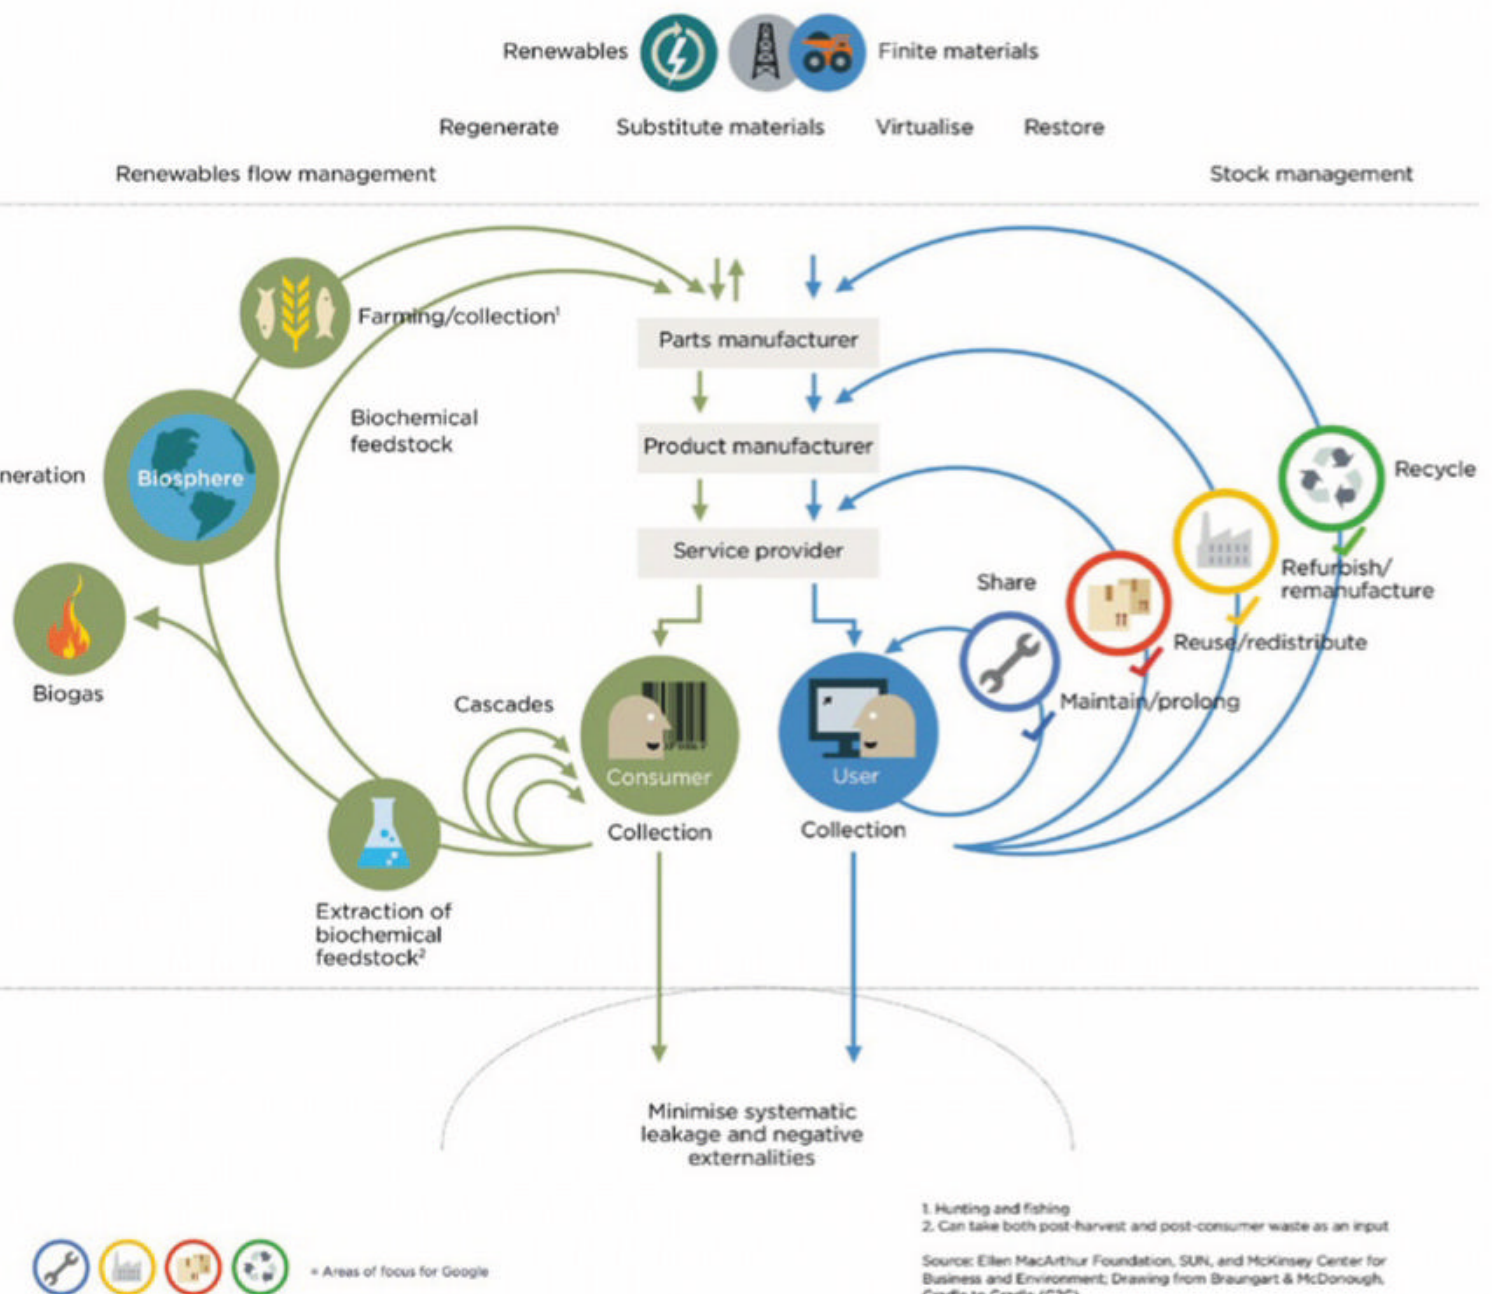 Renewables
Finite materials
Regenerate
Substitute materials
Virtualise
Restore
Renewables flow management
Stock management
Farming/collection¹
Parts manufacturer
Biochemical
feedstock
Product manufacturer
neration
Biosphere
Recycle
Service provider
Share
Refurbish/
remanufacture
Reuse/redistribute
Biogas
Cascades
Maintain/prolong
Consumer
User
Collection
Collection
Extraction of
biochemical
feedstock²
Minimise systematic
leakage and negative
externalities
1. Hunting and fishing
2. Can take both post-harvest and post-consumer waste as an input
= Areas of focus for Google
Source: Ellen MacArthur Foundation, SUN, and McKinsey Center for
Business and Environment; Drawing from Braungart & McDonough,
Cradle to Cradle (C2C)